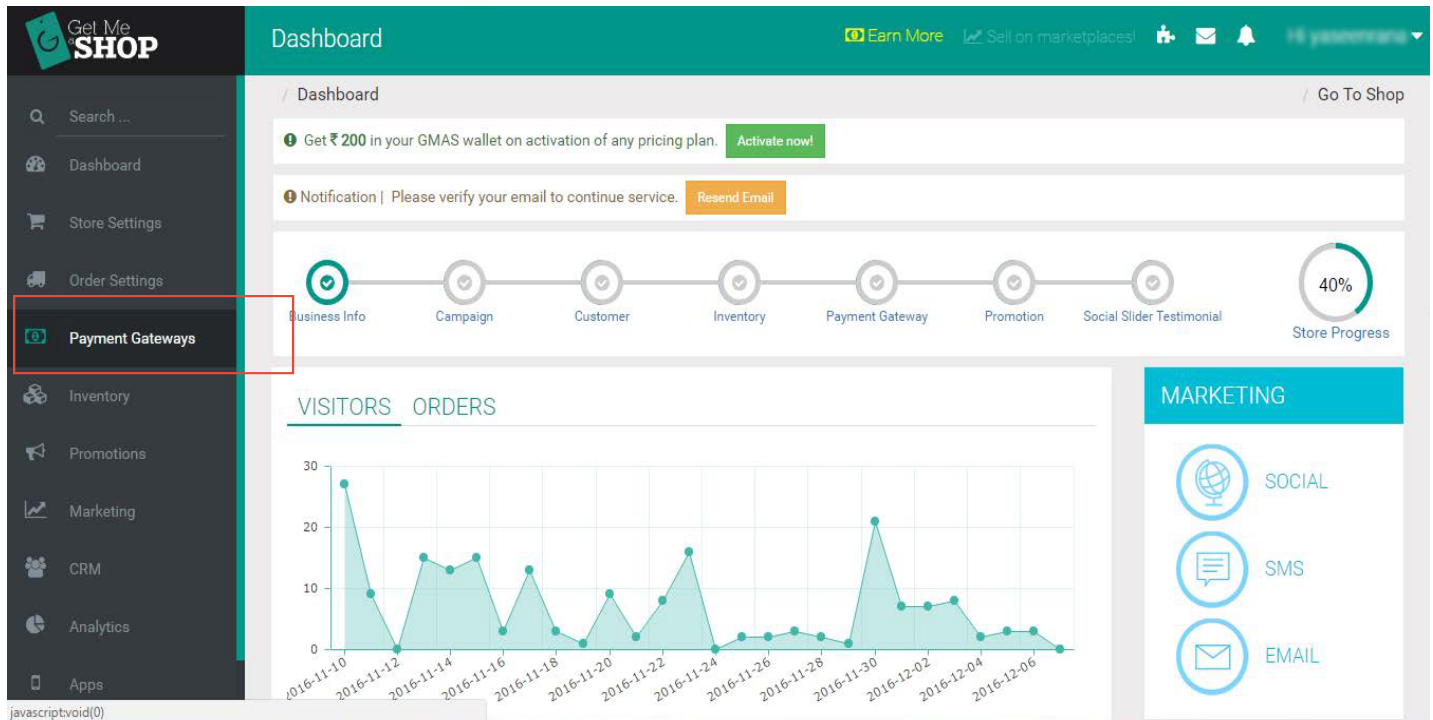 Get Me
a SHOP
Dashboard
Earn More
Sell on marketplaces!
Search ...
Dashboard
Store Settings
Order Settings
Payment Gateways
Inventory
Promotions
Marketing
CRM
Analytics
Apps
javascript:void(0)
/ Dashboard
/ Go To Shop
Get ₹ 200 in your GMAS wallet on activation of any pricing plan. Activate now!
Notification | Please verify your email to continue service. Resend Email
Business Info
Campaign
Customer
Inventory
Payment Gateway
Promotion
Social Slider Testimonial
40%
Store Progress
VISITORS ORDERS
30
20
10
0
2016-11-10
2016-11-12
2016-11-14
2016-11-16
2016-11-18
2016-11-20
2016-11-22
2016-11-24
2016-11-26
2016-11-28
2016-11-30
2016-12-02
2016-12-04
2016-12-06
MARKETING
SOCIAL
SMS
EMAIL